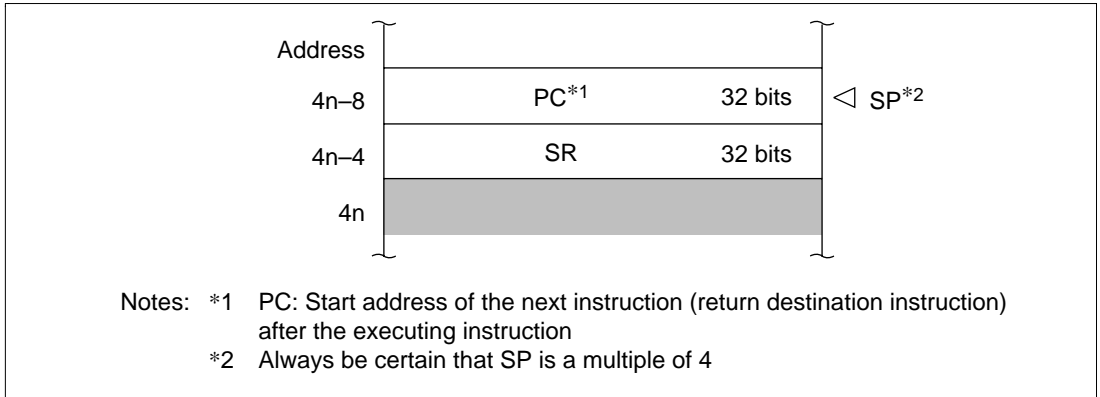 Address
4n–8 PC*1 32 bits SP*2
4n–4 SR 32 bits
4n
Notes: *1 PC: Start address of the next instruction (return destination instruction)
after the executing instruction
*2 Always be certain that SP is a multiple of 4